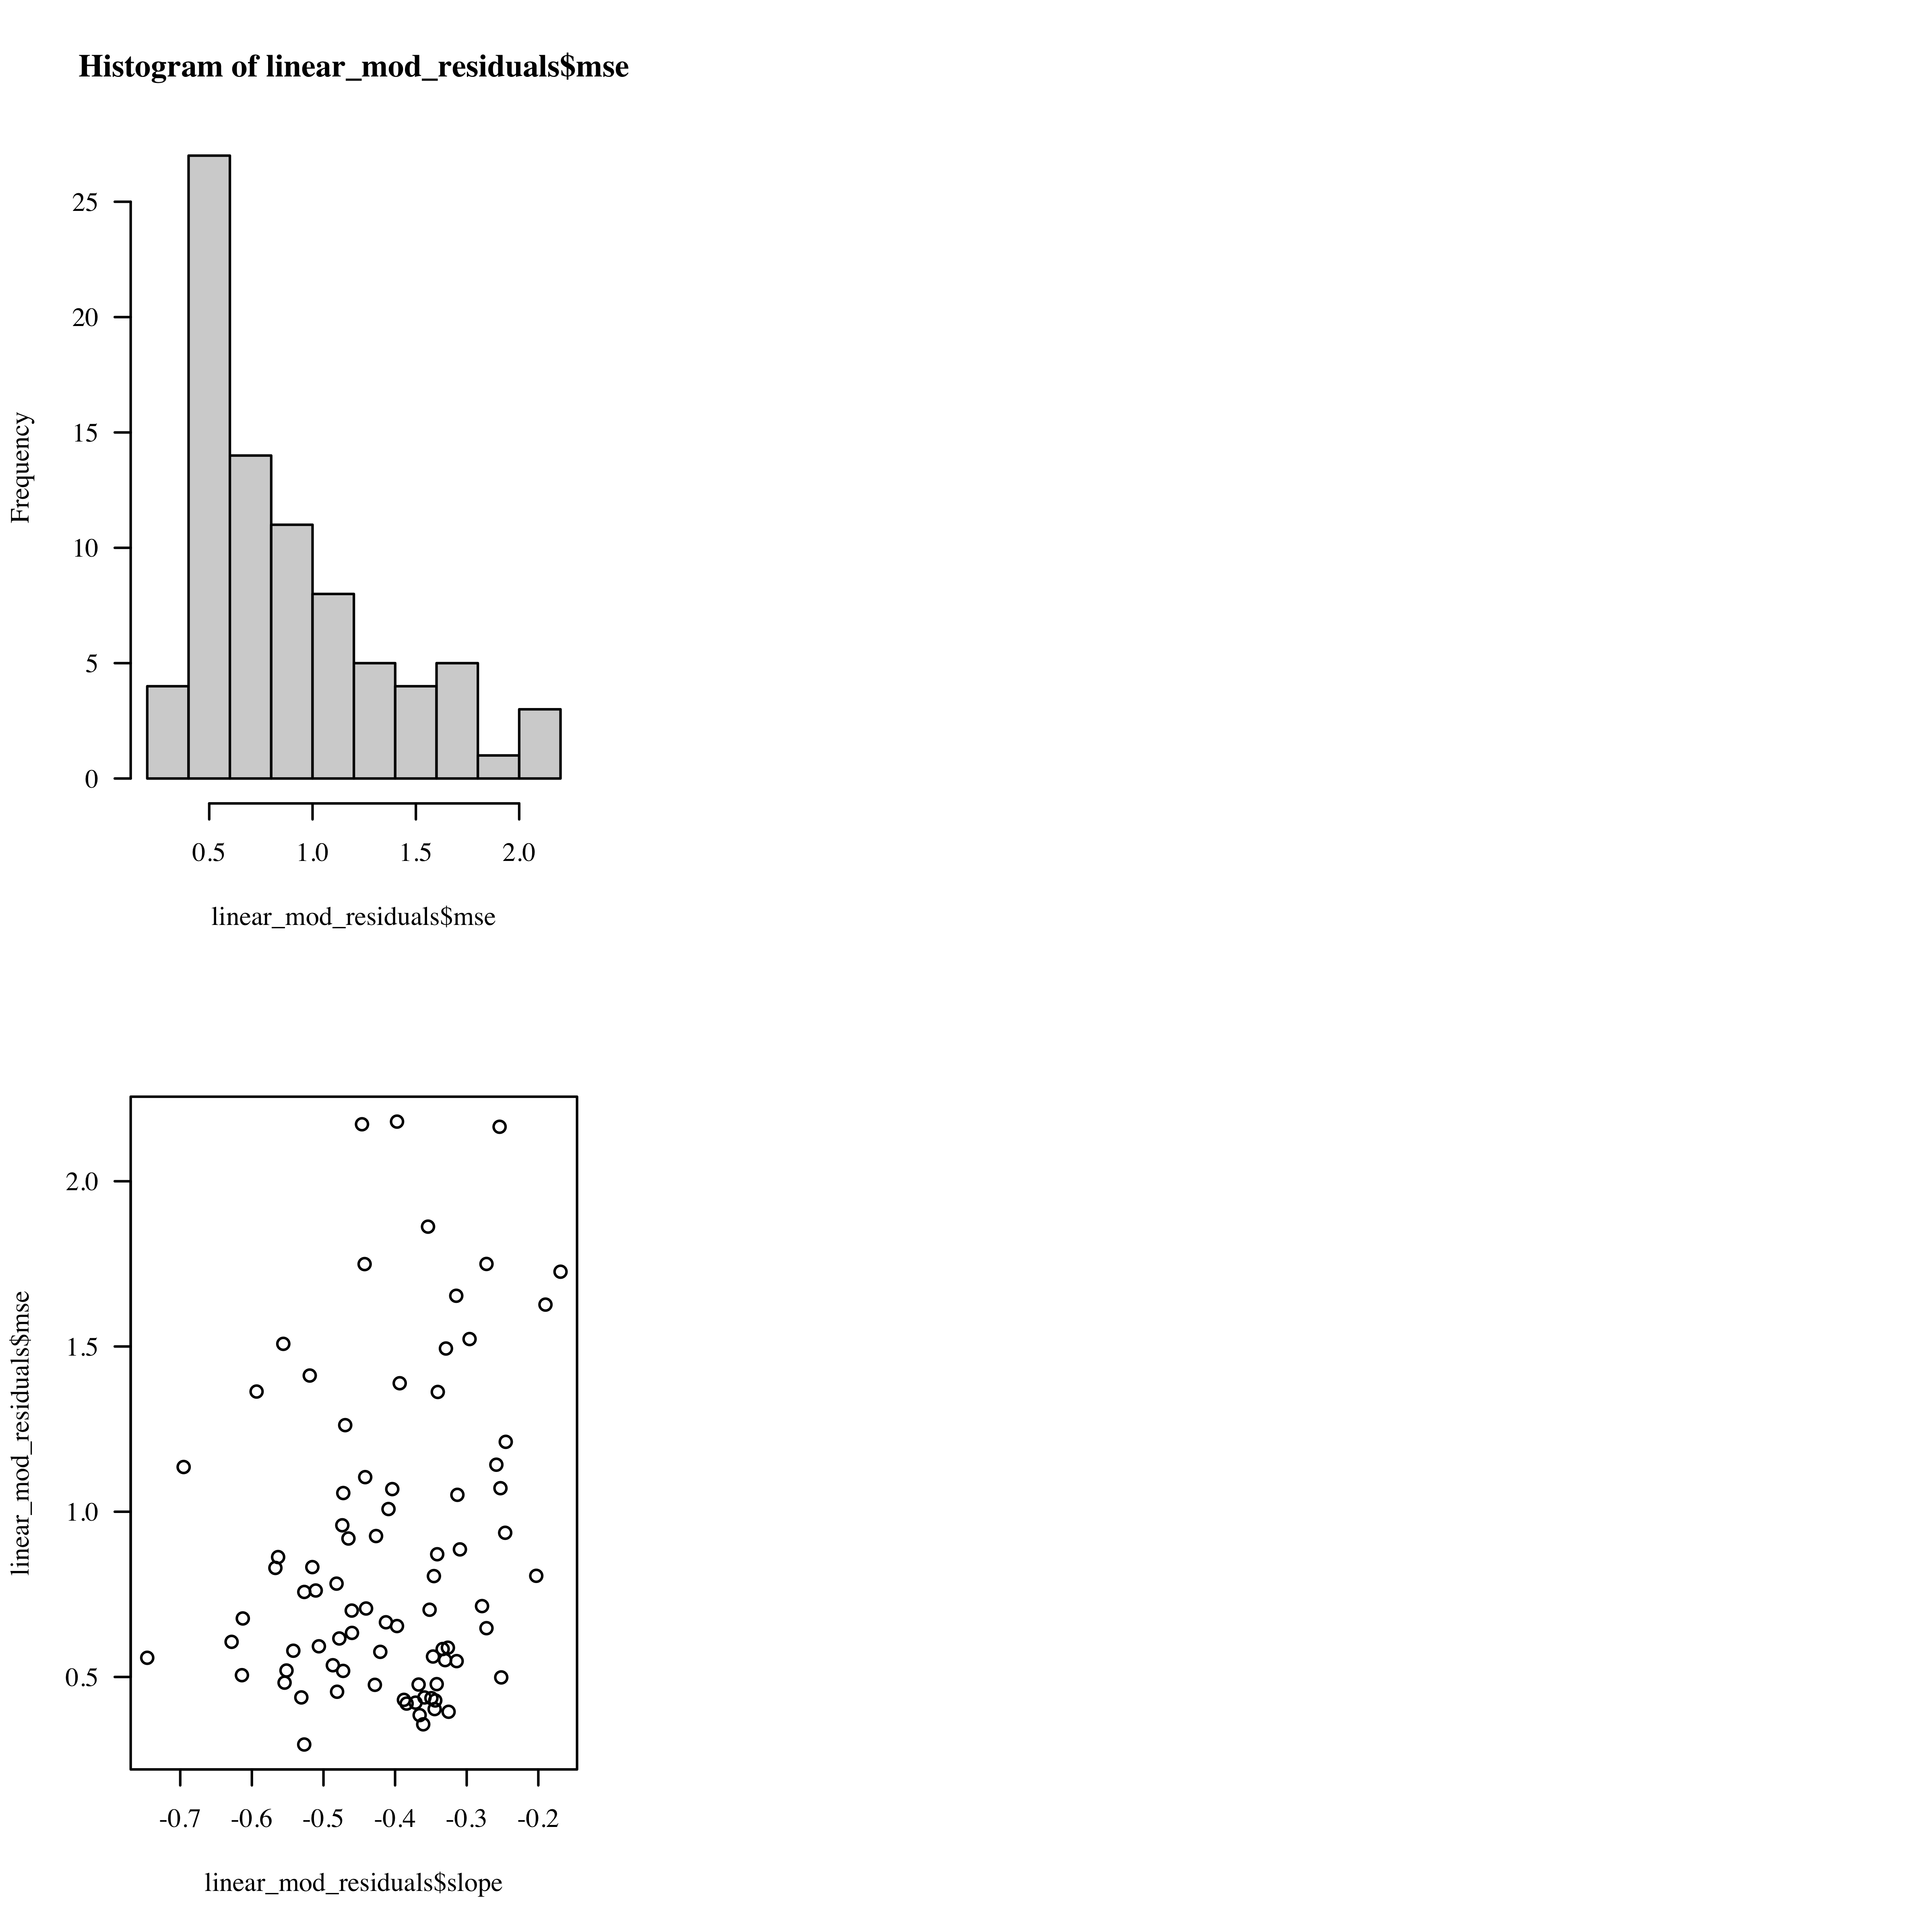 Histogram of linear_mod_residuals$mse
Frequency
25
20
15
10
5
0
0.5 1.0 1.5 2.0
linear_mod_residuals$mse
linear_mod_residuals$mse
2.0
1.5
1.0
0.5
-0.7 -0.6 -0.5 -0.4 -0.3 -0.2
linear_mod_residuals$slope